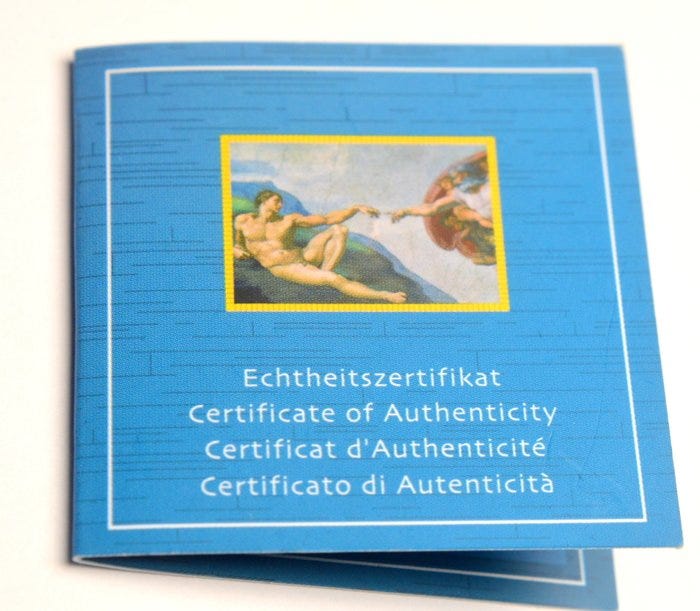 Echtheitszertifikat
Certificate of Authenticity
Certificat d'Authenticité
Certificato di Autenticità